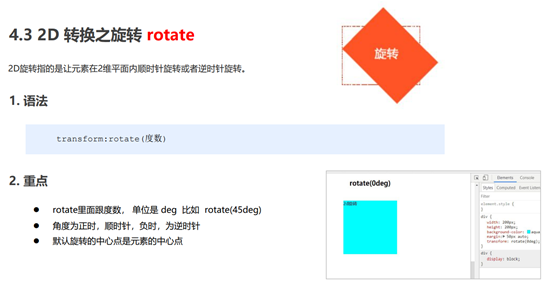 4.3 2D 转换之旋转 rotate
旋转
2D旋转指的是让元素在2维平面内顺时针旋转或者逆时针旋转。
1. 语法
transform:rotate(度数)
2. 重点
rotate里面跟度数， 单位是 deg 比如 rotate(45deg)
角度为正时，顺时针，负时，为逆时针
默认旋转的中心点是元素的中心点
rotate(0deg)
Elements Console
Styles Computed Event Listen
Filter
element.style {
}
div {
width: 200px;
height: 200px;
background-color: aqua
margin: 50px auto;
transform: rotate(0deg);
}
div {
display: block;
}